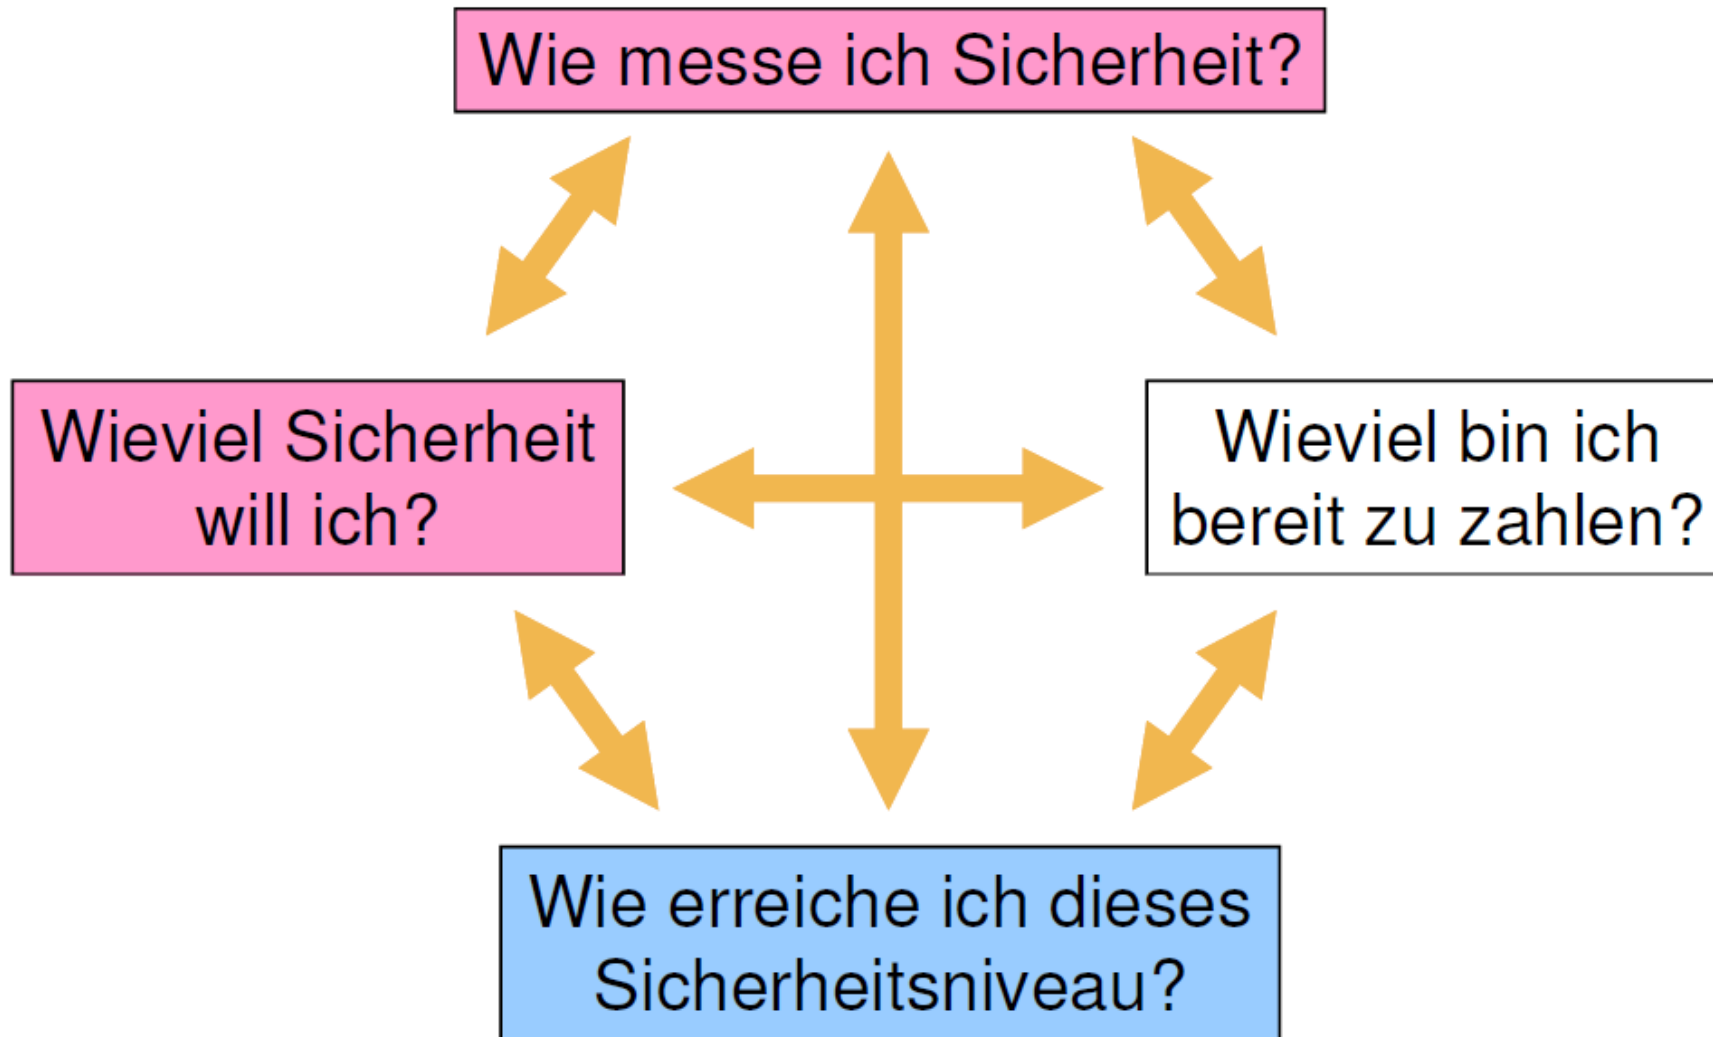 Wie messe ich Sicherheit?
Wieviel Sicherheit
will ich?
Wieviel bin ich
bereit zu zahlen?
Wie erreiche ich dieses
Sicherheitsniveau?